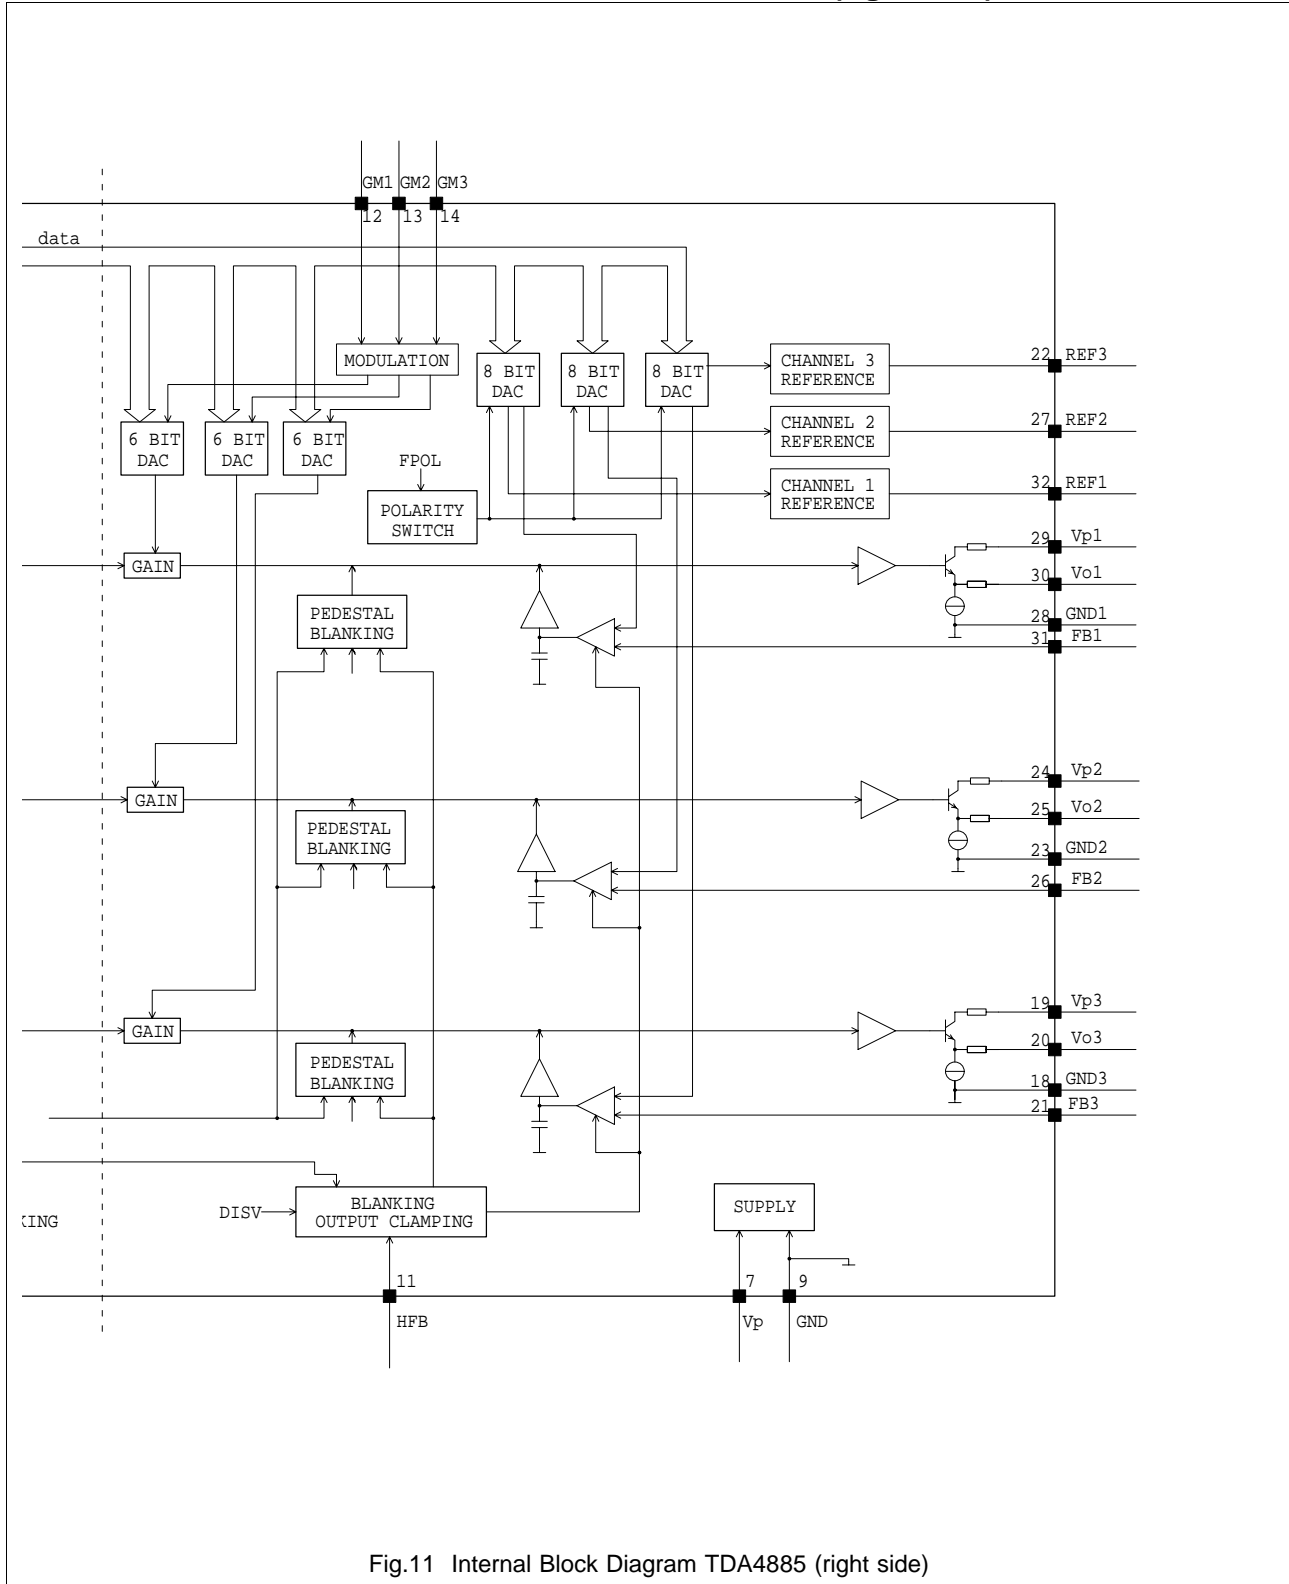 GM1 GM2 GM3
12 13 14
data
MODULATION
8 BIT DAC
8 BIT DAC
8 BIT DAC
CHANNEL 3 REFERENCE
22 REF3
CHANNEL 2 REFERENCE
27 REF2
6 BIT DAC
6 BIT DAC
6 BIT DAC
FPOL
POLARITY SWITCH
CHANNEL 1 REFERENCE
32 REF1
29 Vp1
GAIN
30 Vo1
PEDESTAL BLANKING
28 GND1
31 FB1
24 Vp2
GAIN
25 Vo2
PEDESTAL BLANKING
23 GND2
26 FB2
19 Vp3
GAIN
20 Vo3
PEDESTAL BLANKING
18 GND3
21 FB3
KING
DISV
BLANKING OUTPUT CLAMPING
SUPPLY
11
7
9
HFB
Vp
GND
Fig.11 Internal Block Diagram TDA4885 (right side)